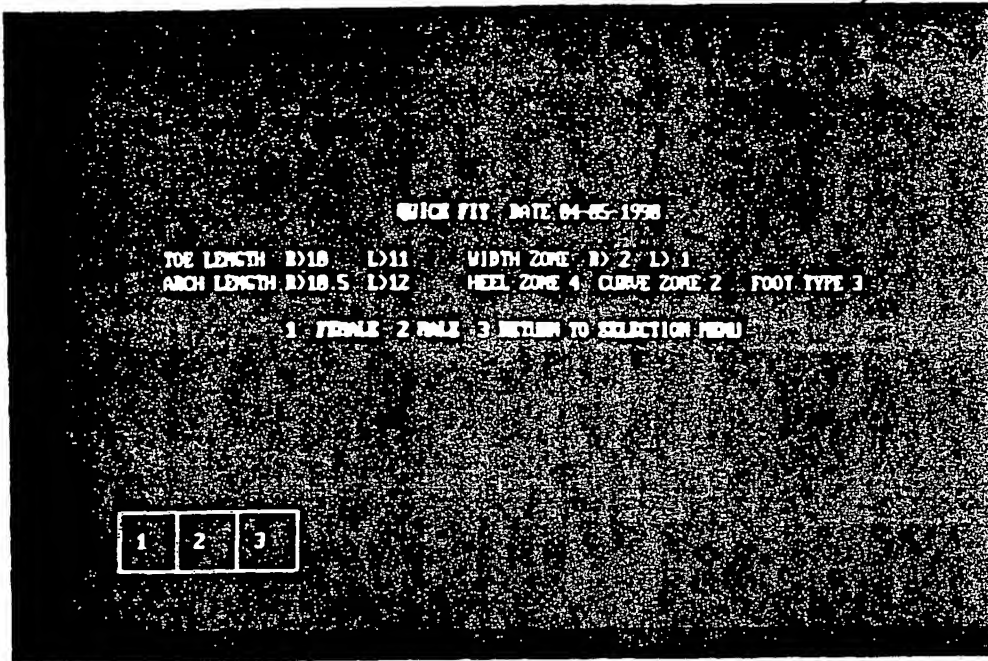 QUICK FIT DATE 04-05-1998
TOE LENGTH R>10 L>11 WIDTH ZONE R> 2 L> 1
ARCH LENGTH R>10.5 L>12 HEEL ZONE 4 CURVE ZONE 2 FOOT TYPE 3
1 FEMALE 2 MALE 3 RETURN TO SELECTION MENU
1 2 3